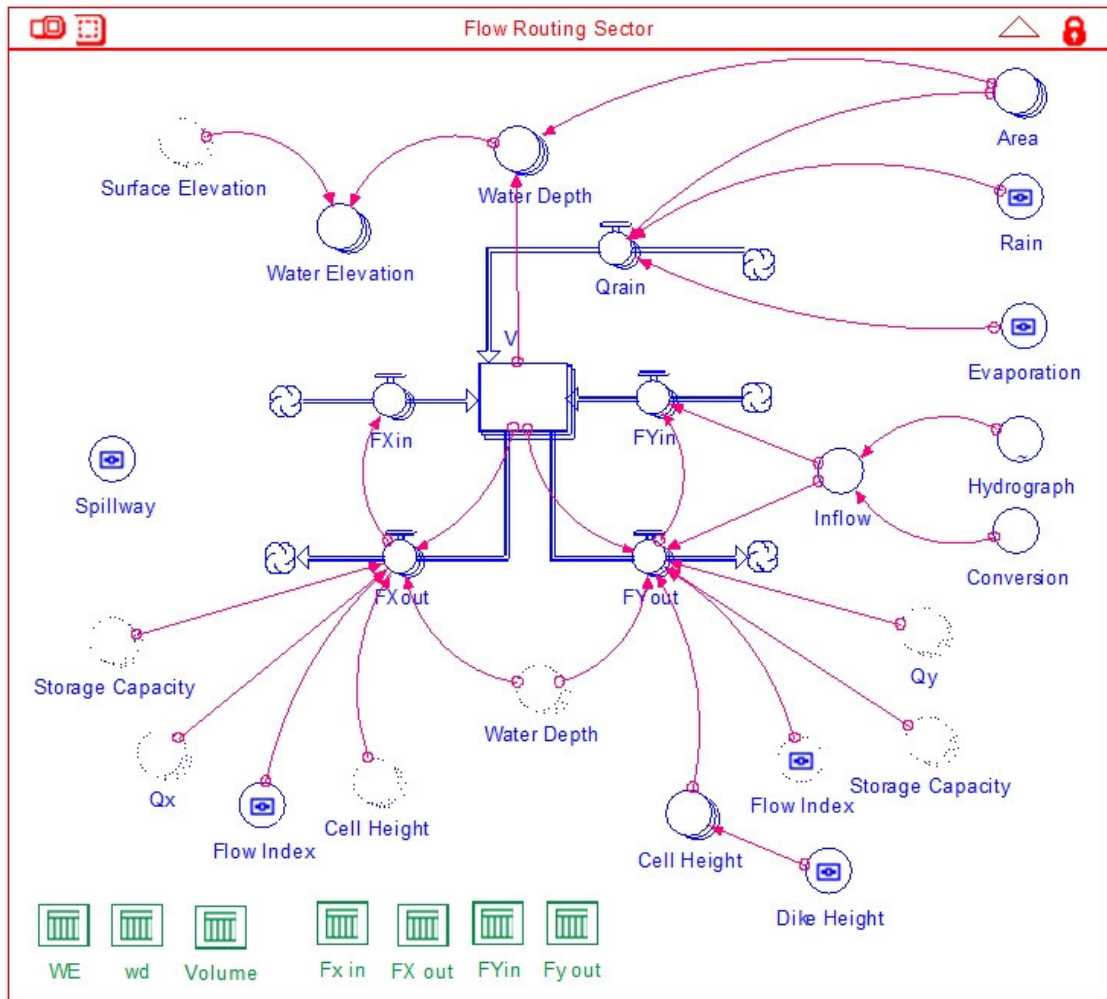 Flow Routing Sector
Area
Surface Elevation
Water Depth
Rain
Water Elevation
Qrain
V
Evaporation
FXin
FYin
Spillway
Hydrograph
Inflow
Conversion
FXout
FYout
Storage Capacity
Qy
Water Depth
Qx
Cell Height
Flow Index
Storage Capacity
Flow Index
Cell Height
Dike Height
WE
wd
Volume
Fx in
FX out
FYin
Fy out